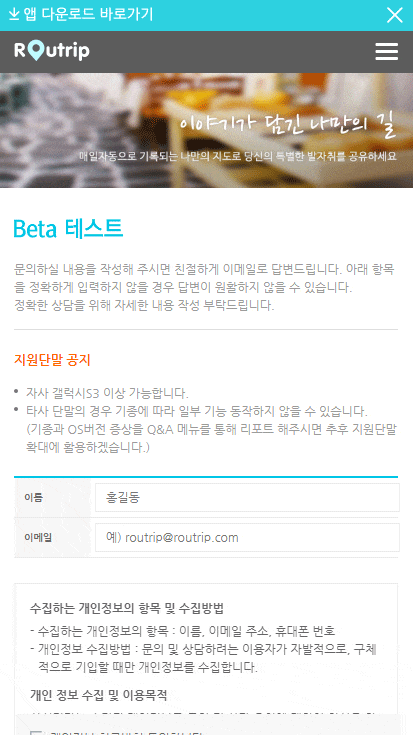 앱 다운로드 바로가기
Routrip
이야기가 담긴 나만의 길
매일자동으로 기록되는 나만의 지도로 당신의 특별한 발자취를 공유하세요
Beta 테스트
문의하실 내용을 작성해 주시면 친절하게 이메일로 답변드립니다. 아래 항목
을 정확하게 입력하지 않을 경우 답변이 원활하지 않을 수 있습니다.
정확한 상담을 위해 자세한 내용 작성 부탁드립니다.
지원단말 공지
자사 갤럭시S3 이상 가능합니다.
타사 단말의 경우 기종에 따라 일부 기능 동작하지 않을 수 있습니다.
(기종과 OS버전 증상을 Q&A 메뉴를 통해 리포트 해주시면 추후 지원단말
확대에 활용하겠습니다.)
이름
홍길동
이메일
예) routrip@routrip.com
수집하는 개인정보의 항목 및 수집방법
- 수집하는 개인정보의 항목 : 이름, 이메일 주소, 휴대폰 번호
- 개인정보 수집방법 : 문의 및 상담하려는 이용자가 자발적으로, 구체
적으로 기입할 때만 개인정보를 수집합니다.
개인 정보 수집 및 이용목적